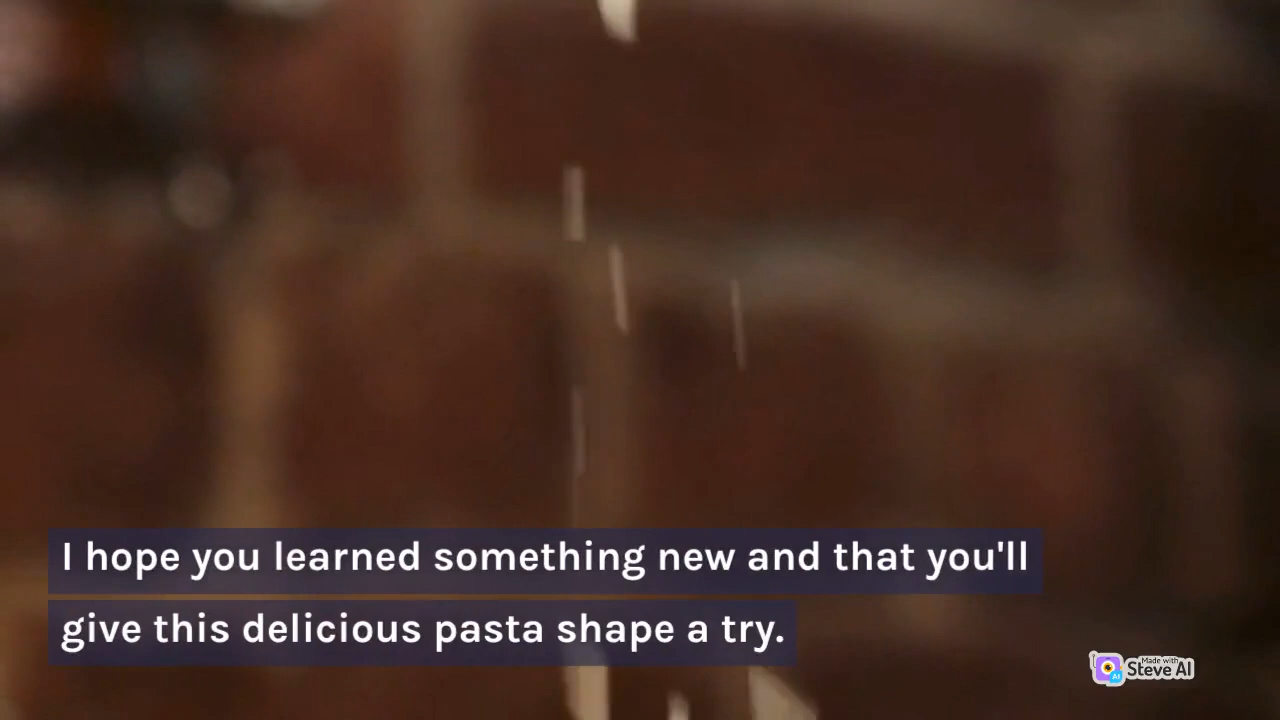 I hope you learned something new and that you'll
give this delicious pasta shape a try.
Made with
Steve AI
AI